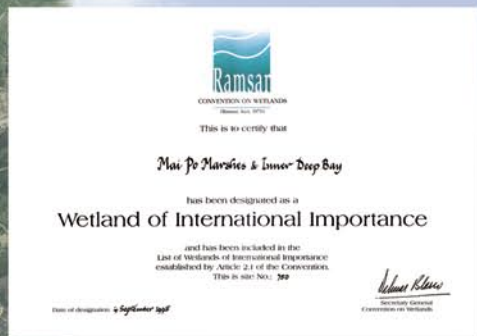 Ramsar
CONVENTION ON WETLANDS
(Ramsar, Iran, 1971)
This is to certify that
Mai Po Marshes & Inner Deep Bay
has been designated as a
Wetland of International Importance
and has been included in the
List of Wetlands of International Importance
established by Article 2.1 of the Convention.
This is site No.: 750
Date of designation: 4 September 1995
Secretary General
Convention on Wetlands